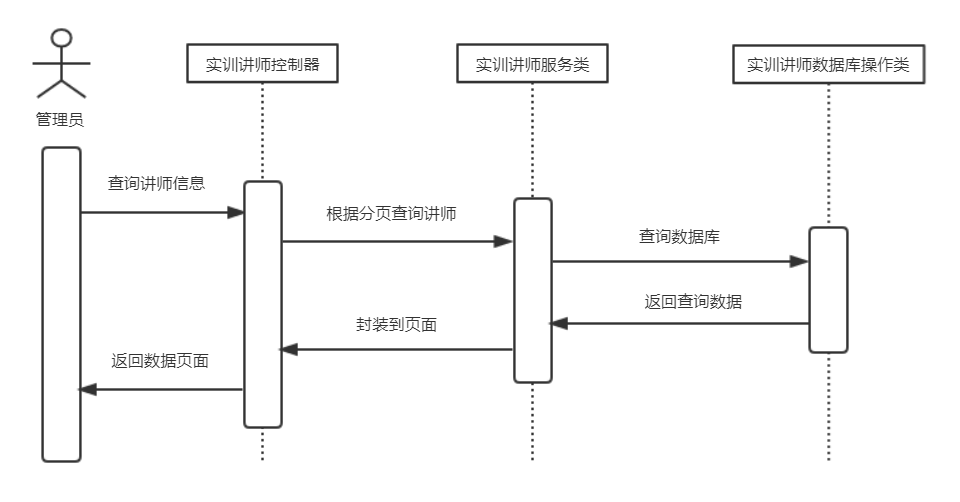 实训讲师控制器
实训讲师服务类
实训讲师数据库操作类
管理员
查询讲师信息
根据分页查询讲师
查询数据库
返回查询数据
封装到页面
返回数据页面